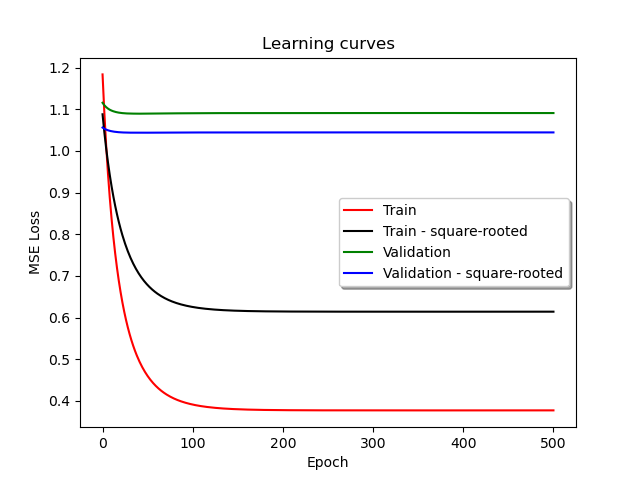 Learning curves
MSE Loss
1.2
1.1
1.0
0.9
0.8
0.7
0.6
0.5
0.4
Train
Train - square-rooted
Validation
Validation - square-rooted
0
100
200
300
400
500
Epoch